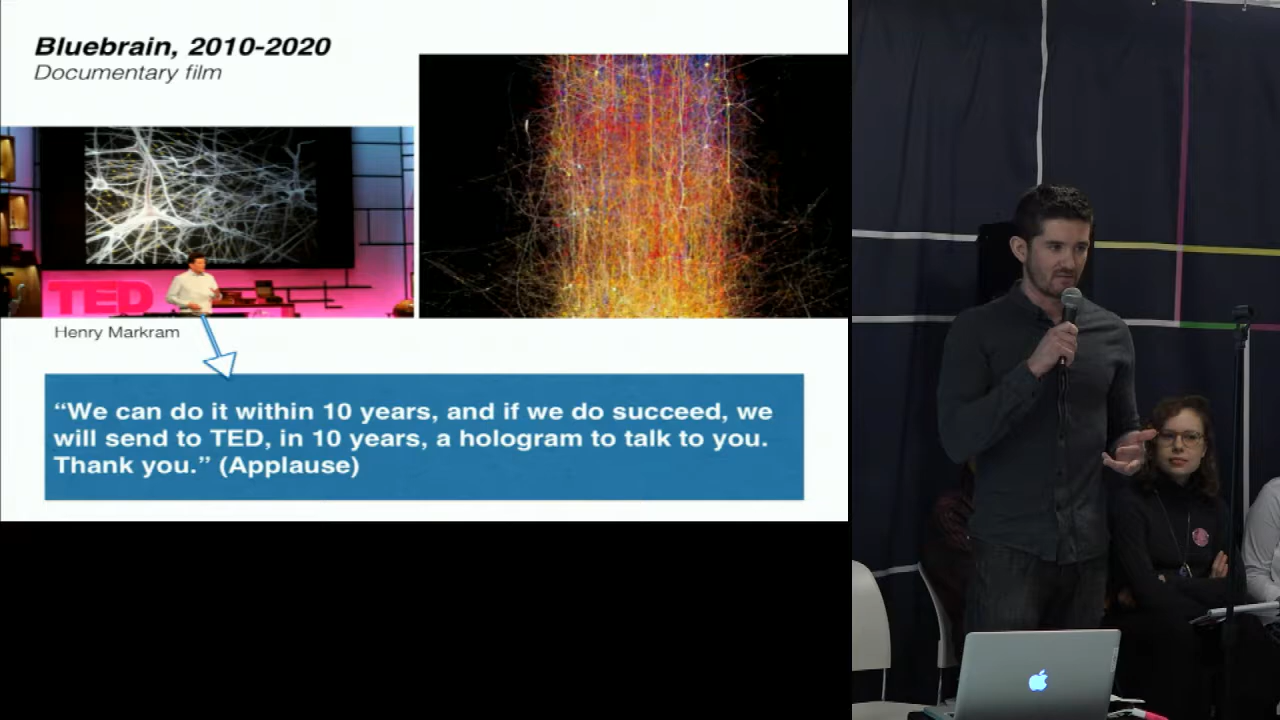 Bluebrain, 2010-2020
Documentary film
TED
Henry Markram
“We can do it within 10 years, and if we do succeed, we
will send to TED, in 10 years, a hologram to talk to you.
Thank you.” (Applause)